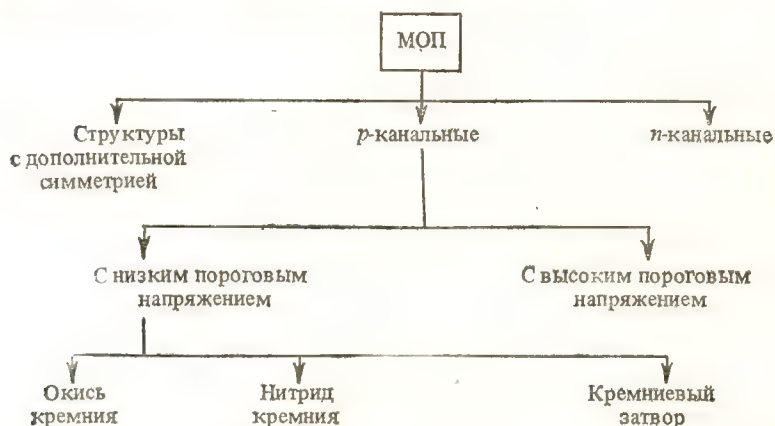 МОП
Структуры
с дополнительной
симметрией
p-канальные
n-канальные
С низким пороговым
напряжением
С высоким пороговым
напряжением
Окись
кремния
Нитрид
кремния
Кремниевый
затвор